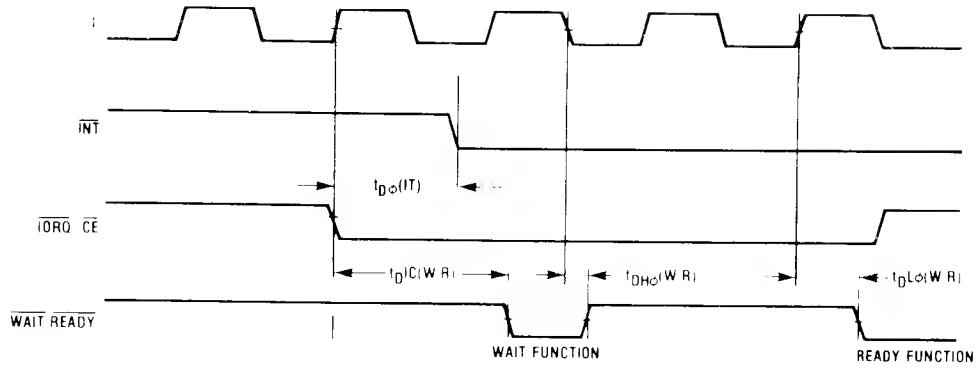 INT
tDΦ(IT)
IORQ CE
tDIC(W R)
tDHΦ(W R)
tDLΦ(W R)
WAIT READY
WAIT FUNCTION
READY FUNCTION